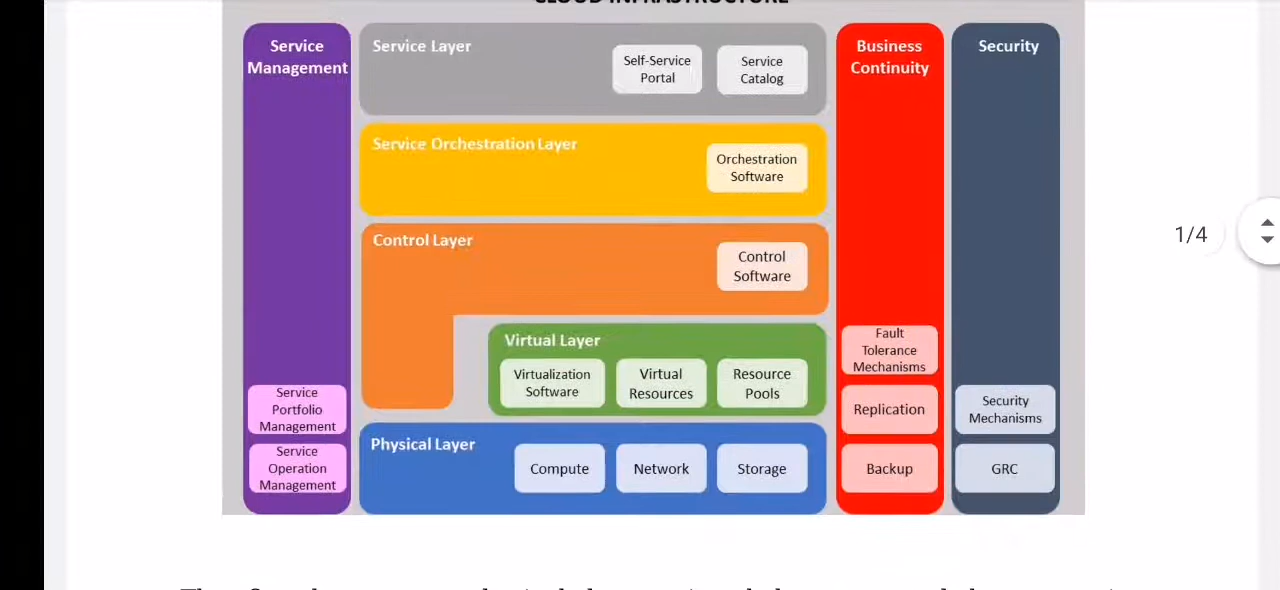 CLOUD INFRASTRUCTURE
Service
Management
Service Layer
Self-Service
Portal
Service
Catalog
Business
Continuity
Security
Service Orchestration Layer
Orchestration
Software
Control Layer
Control
Software
Virtual Layer
Virtualization
Software
Virtual
Resources
Resource
Pools
Fault
Tolerance
Mechanisms
Service
Portfolio
Management
Replication
Security
Mechanisms
Physical Layer
Compute
Network
Storage
Service
Operation
Management
Backup
GRC
1/4